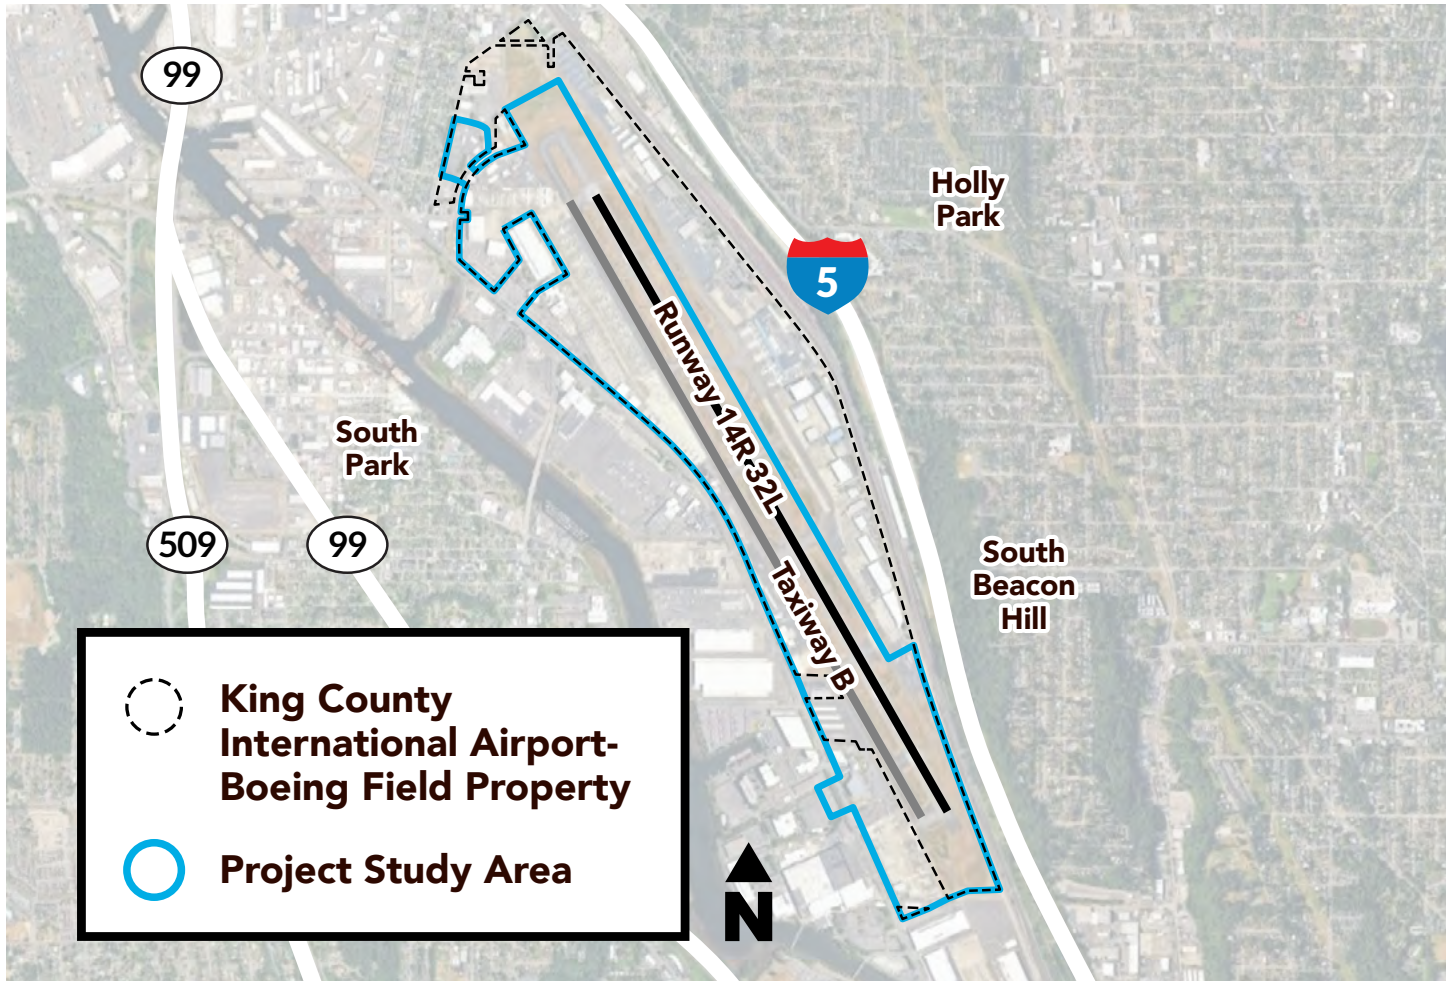 99
Holly
Park
5
Runway 14R-32L
South
Park
509
99
South
Beacon
Hill
Taxiway B
King County
International Airport-
Boeing Field Property
Project Study Area
N